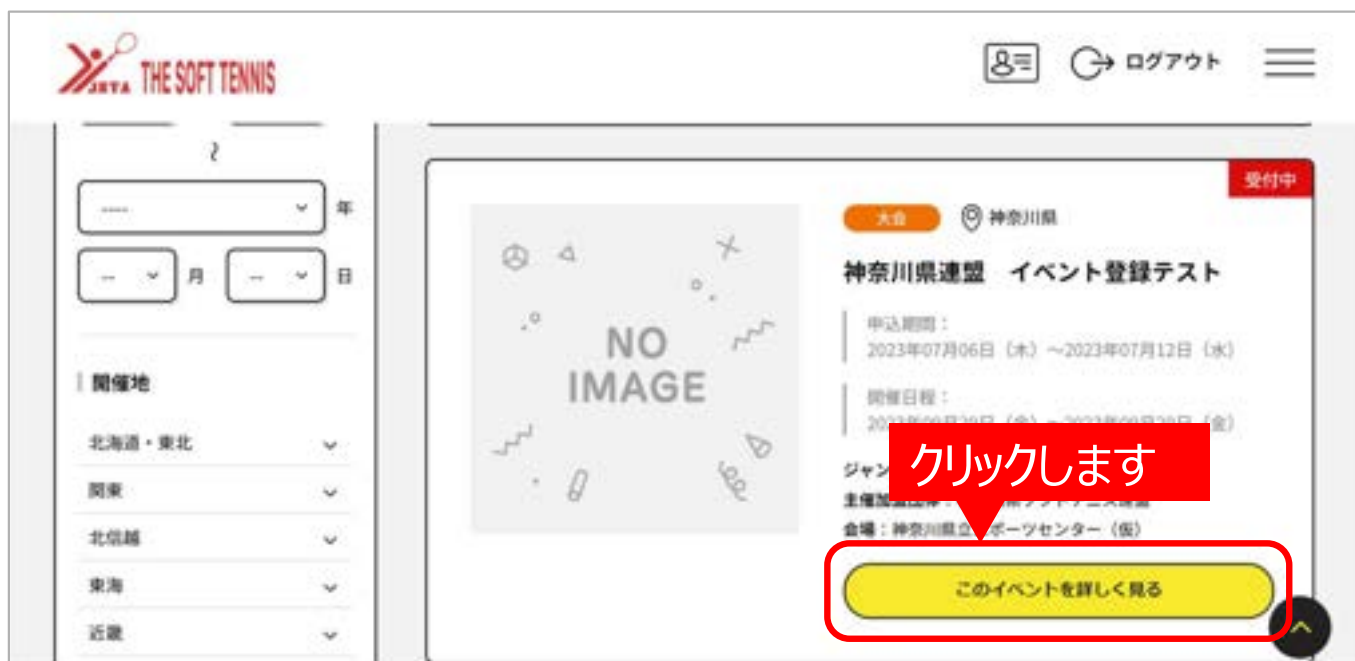 JSTA THE SOFT TENNIS
ログアウト
~
---- 年
-- 月 -- 日
開催地
北海道・東北
関東
北信越
東海
近畿
受付中
NO
IMAGE
大会 神奈川県
神奈川県連盟 イベント登録テスト
申込期間:
2023年07月06日(木)~2023年07月12日(水)
開催日程:
クリックします
ジャン
会場:神奈川県立 ポーツセンター(仮)
このイベントを詳しく見る